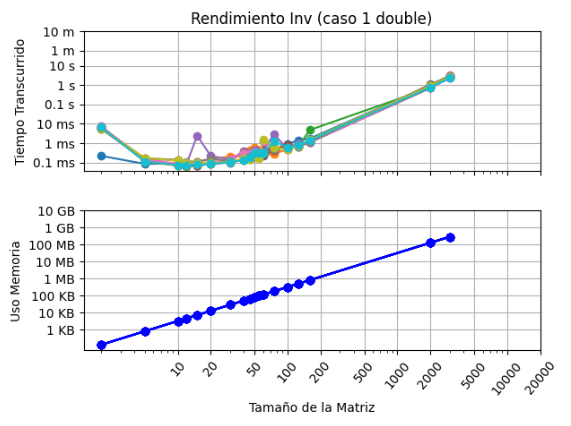 Rendimiento Inv (caso 1 double)
Tiempo Transcurrido
10 m
1 m
10 s
1 s
0.1 s
10 ms
1 ms
0.1 ms
Uso Memoria
10 GB
1 GB
100 MB
10 MB
1 MB
100 KB
10 KB
1 KB
10 20 50 100 200 500 1000 2000 5000 10000 20000
Tamaño de la Matriz